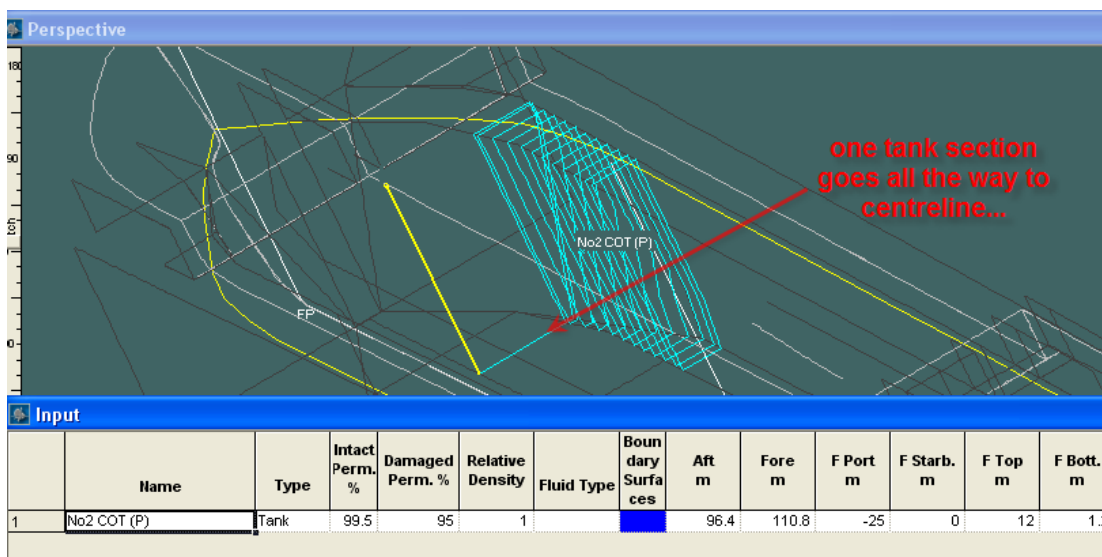 Perspective
180
one tank section
90
goes all the way to
centreline...
tch
No2 COT (P)
FP
0
Input
Name Type Intact Perm. % Damaged Perm. % Relative Density Fluid Type Boun dary Surfa ces Aft m Fore m F Port m F Starb. m F Top m F Bott. m
1 No2 COT (P) Tank 99.5 95 1 96.4 110.8 -25 0 12 1.